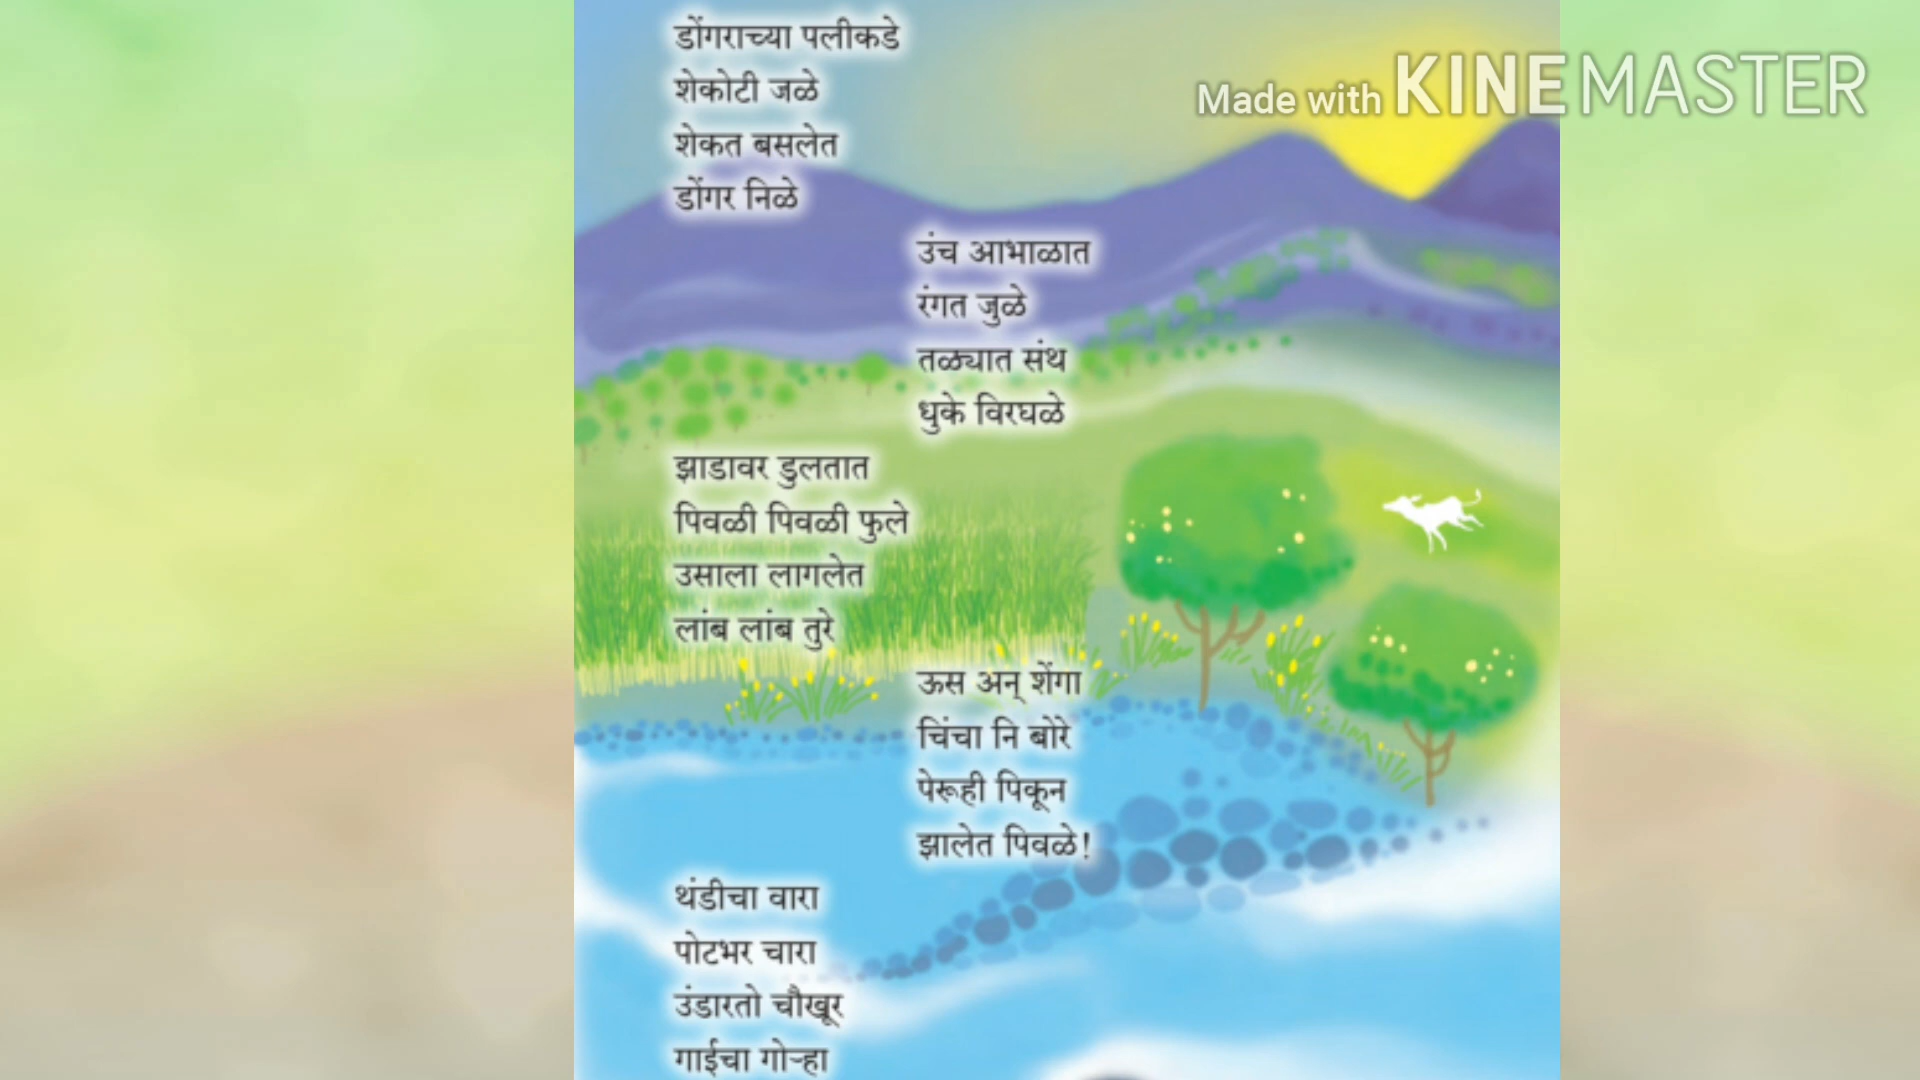 डोंगराच्या पलीकडे
शेकोटी जळे
शेकत बसलेत
डोंगर निळे
Made with KINEMASTER
उंच आभाळात
रंगत जुळे
तळ्यात संथ
धुके विरघळे
झाडावर डुलतात
पिवळी पिवळी फुले
उसाला लागलेत
लांब लांब तुरे
ऊस अन् शेंगा
चिंचा नि बोरे
पेरूही पिकून
झालेत पिवळे!
थंडीचा वारा
पोटभर चारा
उंडारतो चौखूर
गाईचा गोऱ्हा